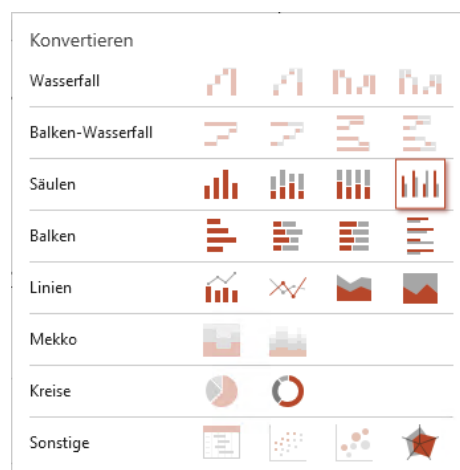 Konvertieren
Wasserfall
Balken-Wasserfall
Säulen
Balken
Linien
Mekko
Kreise
Sonstige